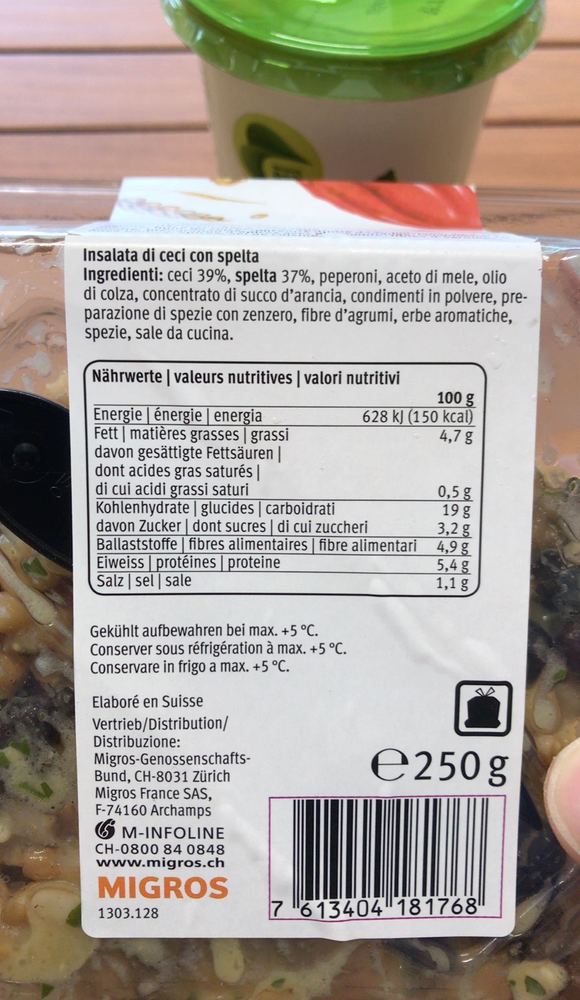 Insalata di ceci con spelta
Ingredienti: ceci 39%, spelta 37%, peperoni, aceto di mele, olio
di colza, concentrato di succo d'arancia, condimenti in polvere, pre-
parazione di spezie con zenzero, fibre d'agrumi, erbe aromatiche,
spezie, sale da cucina.
Nährwerte | valeurs nutritives | valori nutritivi
100 g
Energie | énergie | energia 628 kJ (150 kcal)
Fett | matières grasses | grassi 4,7 g
davon gesättigte Fettsäuren |
dont acides gras saturés |
di cui acidi grassi saturi 0,5 g
Kohlenhydrate | glucides | carboidrati 19 g
davon Zucker | dont sucres | di cui zuccheri 3,2 g
Ballaststoffe | fibres alimentaires | fibre alimentari 4,9 g
Eiweiss | protéines | proteine 5,4 g
Salz | sel | sale 1,1 g
Gekühlt aufbewahren bei max. +5 °C.
Conserver sous réfrigération à max. +5 °C.
Conservare in frigo a max. +5 °C.
Elaboré en Suisse
Vertrieb/Distribution/
Distribuzione:
Migros-Genossenschafts-
Bund, CH-8031 Zürich
Migros France SAS,
F-74160 Archamps
M-INFOLINE
CH-0800 84 0848
www.migros.ch
MIGROS
1303.128
e 250 g
7 613404 181768